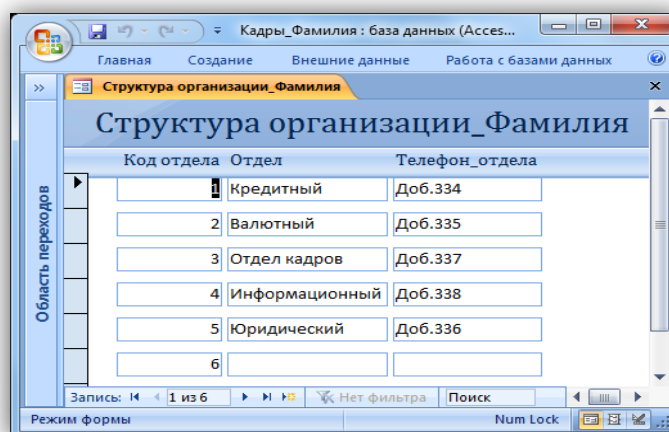 Кадры_Фамилия : база данных (Acces...
Главная Создание Внешние данные Работа с базами данных
Структура организации_Фамилия
Структура организации_Фамилия
Код отдела Отдел Телефон_отдела
1 Кредитный Доб.334
2 Валютный Доб.335
3 Отдел кадров Доб.337
4 Информационный Доб.338
5 Юридический Доб.336
6
Область переходов
Запись: 1 из 6 Нет фильтра Поиск
Режим формы Num Lock